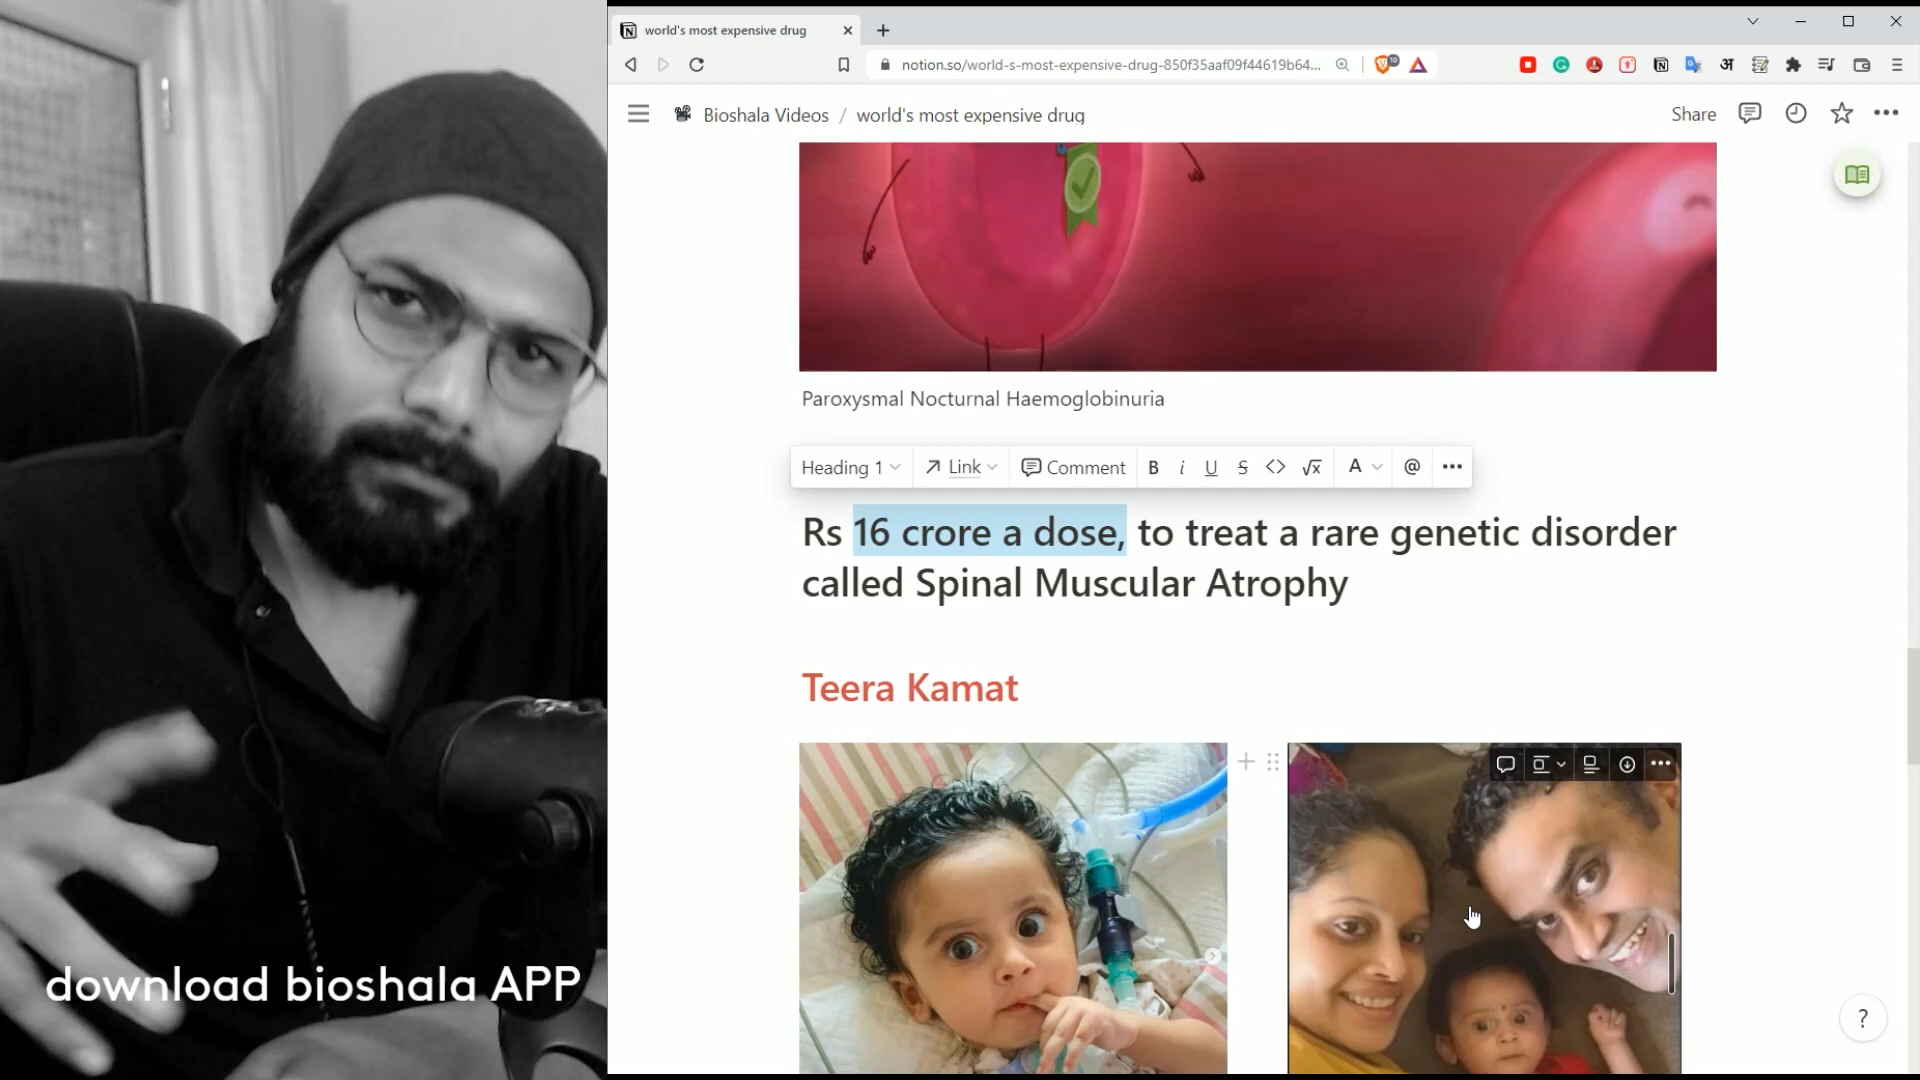 world's most expensive drug
notion.so/world-s-most-expensive-drug-850f35aaf09f44619b64...
Bioshala Videos / world's most expensive drug
Share
Paroxysmal Nocturnal Haemoglobinuria
Heading 1
Link
Comment
B i U S <> √x A @ •••
Rs 16 crore a dose, to treat a rare genetic disorder
called Spinal Muscular Atrophy
Teera Kamat
download bioshala APP
?